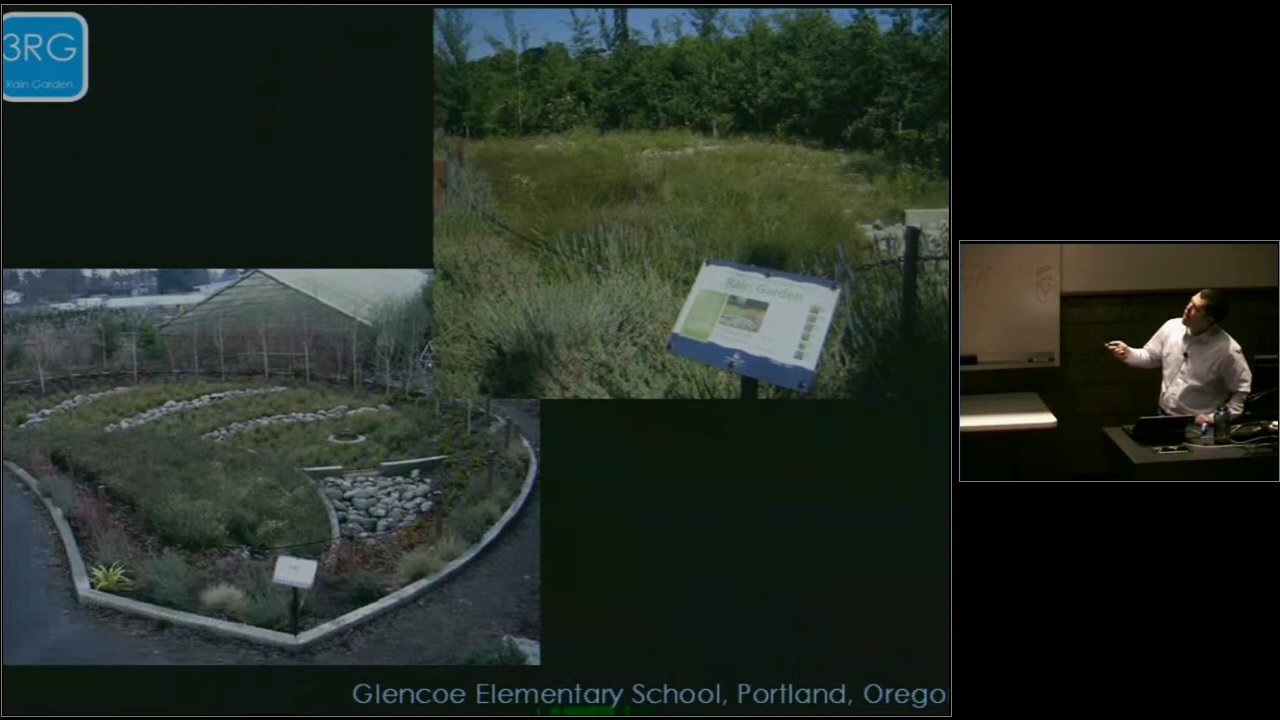 3RG
Rain Garden
Rain Garden
Glencoe Elementary School, Portland, Orego